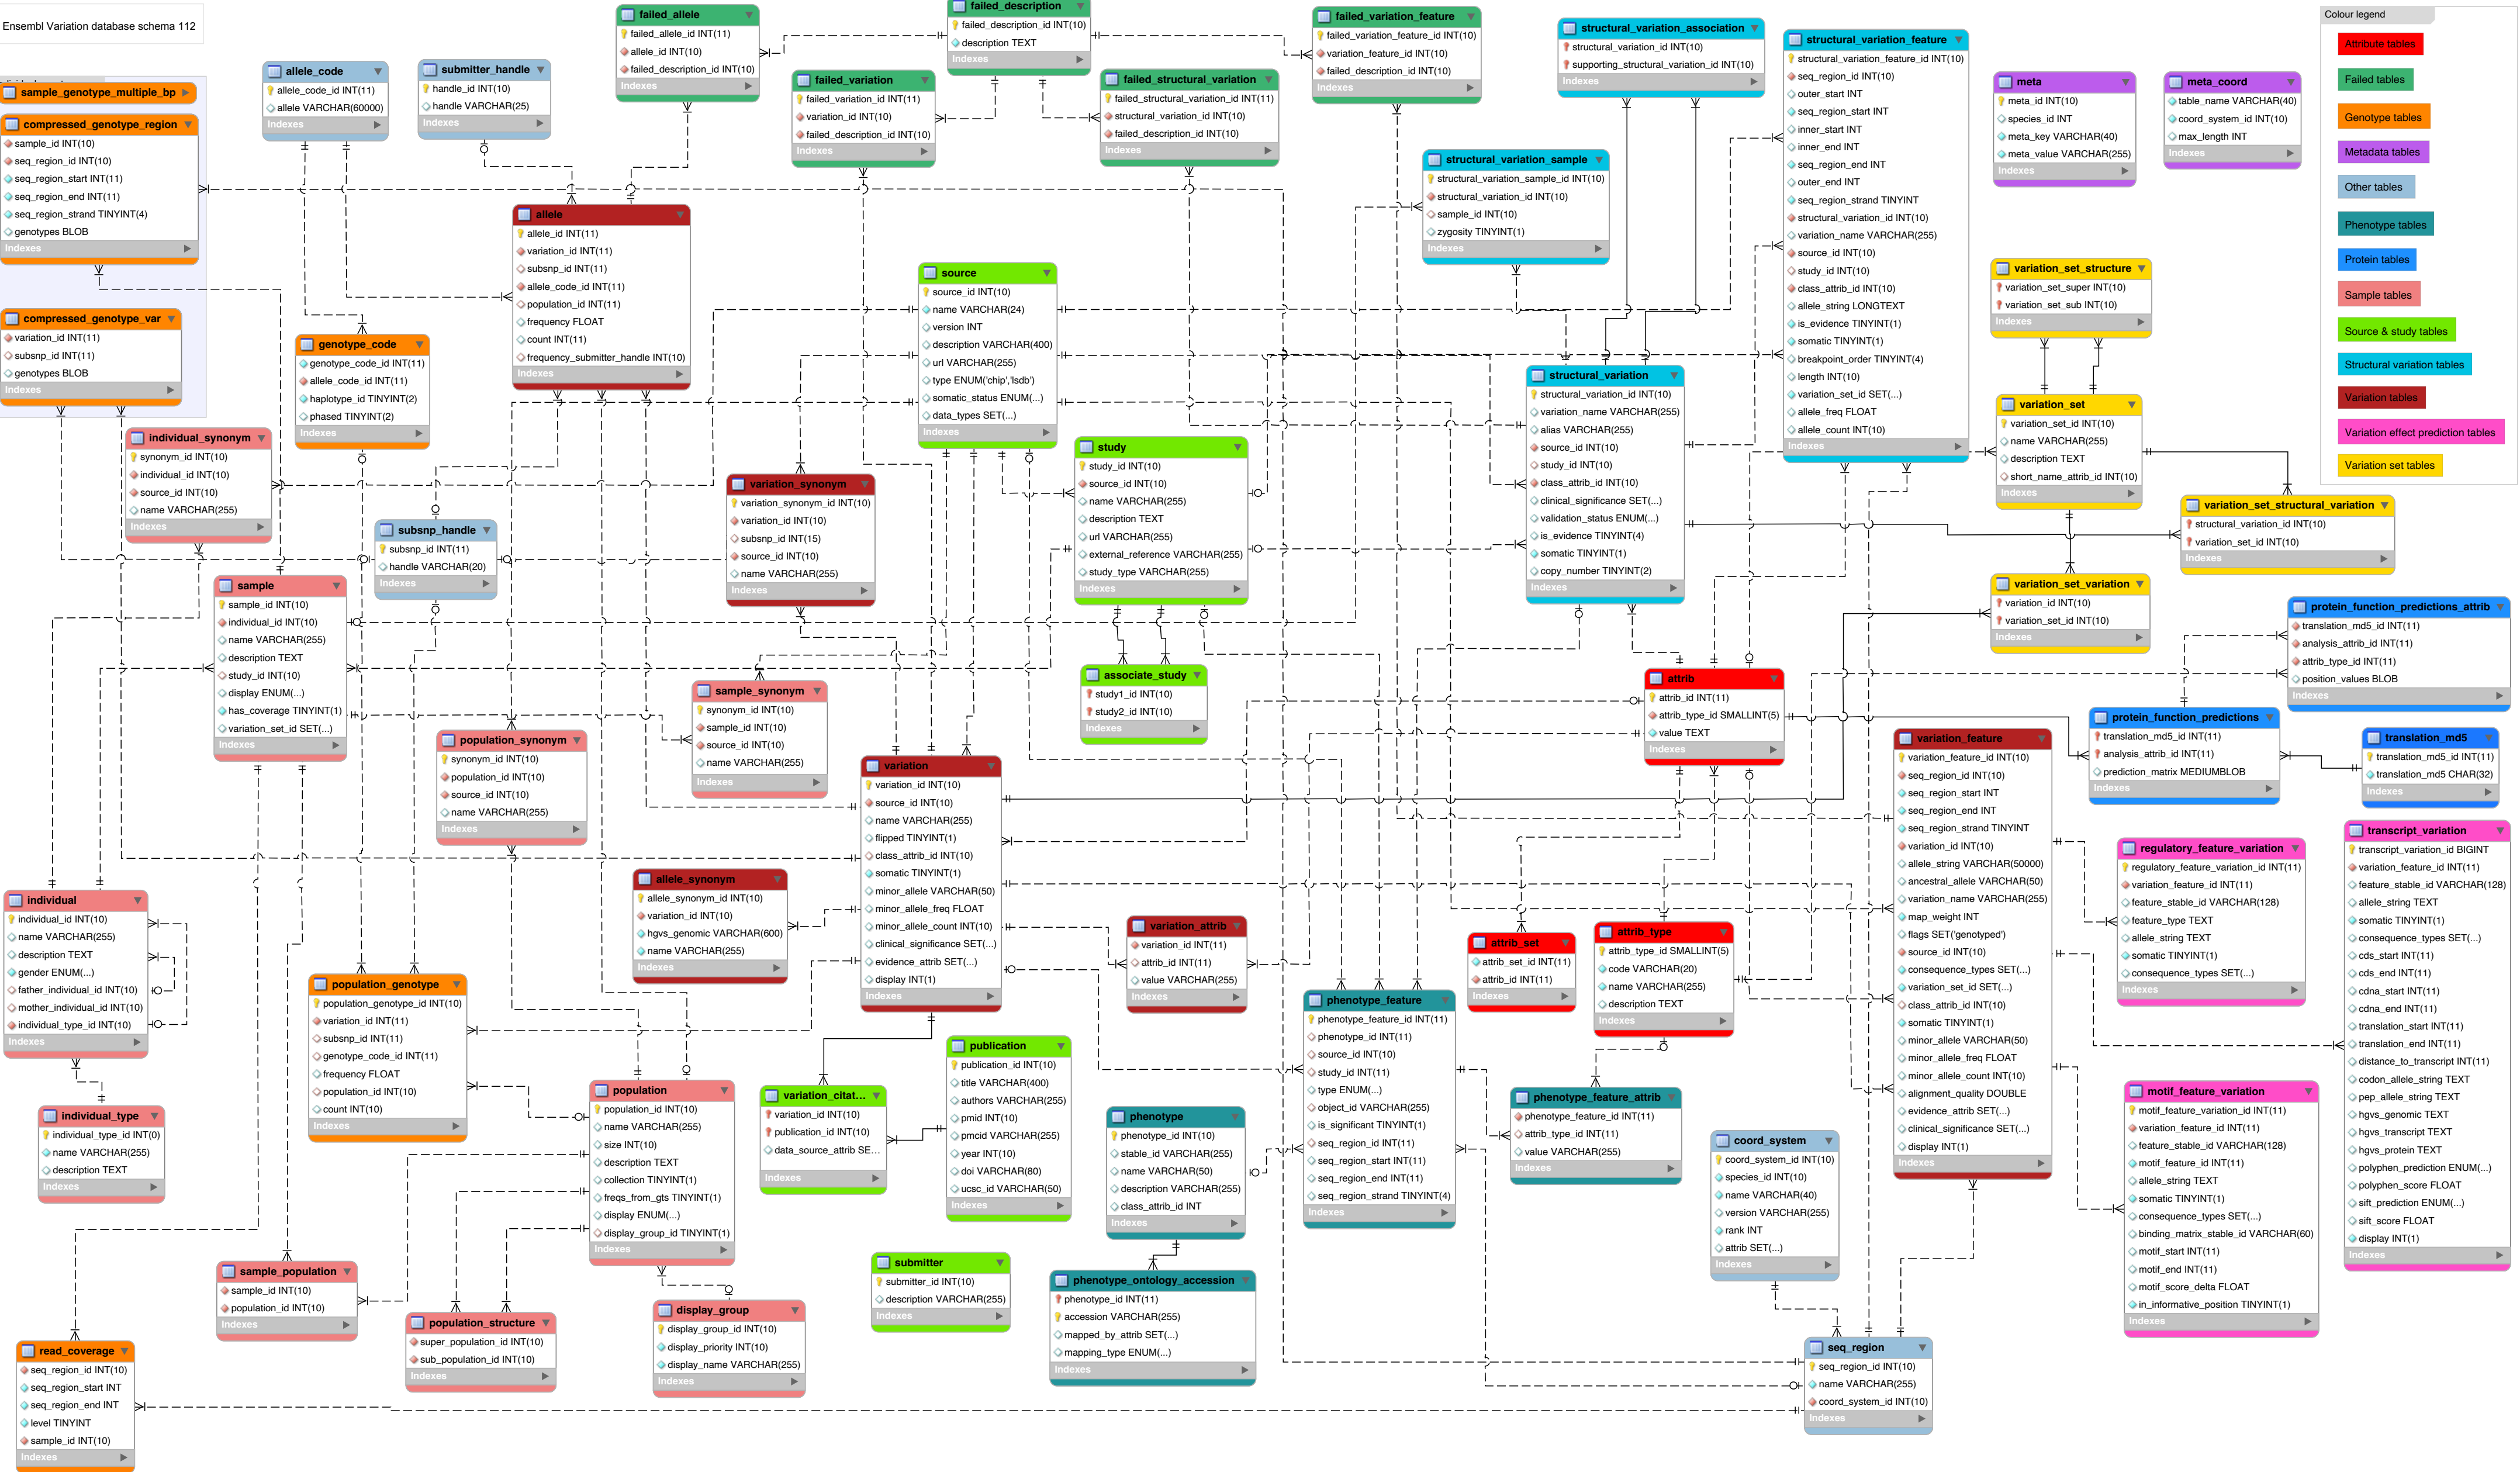 Ensembl Variation database schema 112
sample_genotype_multiple_bp
compressed_genotype_region
sample_id INT(10)
seq_region_id INT(10)
seq_region_start INT(11)
seq_region_end INT(11)
seq_region_strand TINYINT(4)
genotypes BLOB
Indexes
compressed_genotype_var
variation_id INT(11)
subsnp_id INT(11)
genotypes BLOB
Indexes
allele_code
allele_code_id INT(11)
allele VARCHAR(60000)
Indexes
submitter_handle
handle_id INT(10)
handle VARCHAR(25)
Indexes
failed_allele
failed_allele_id INT(11)
allele_id INT(10)
failed_description_id INT(10)
Indexes
failed_variation
failed_variation_id INT(11)
variation_id INT(10)
failed_description_id INT(10)
Indexes
failed_description
failed_description_id INT(10)
description TEXT
Indexes
failed_structural_variation
failed_structural_variation_id INT(11)
structural_variation_id INT(10)
failed_description_id INT(10)
Indexes
failed_variation_feature
failed_variation_feature_id INT(10)
variation_feature_id INT(10)
failed_description_id INT(10)
Indexes
structural_variation_association
structural_variation_id INT(10)
supporting_structural_variation_id INT(10)
Indexes
structural_variation_sample
structural_variation_sample_id INT(10)
structural_variation_id INT(10)
sample_id INT(10)
zygosity TINYINT(1)
Indexes
structural_variation_feature
structural_variation_feature_id INT(10)
seq_region_id INT(10)
outer_start INT
seq_region_start INT
inner_start INT
inner_end INT
seq_region_end INT
outer_end INT
seq_region_strand TINYINT
structural_variation_id INT(10)
variation_name VARCHAR(255)
source_id INT(10)
study_id INT(10)
class_attrib_id INT(10)
allele_string LONGTEXT
is_evidence TINYINT(1)
somatic TINYINT(1)
breakpoint_order TINYINT(4)
length INT(10)
variation_set_id SET(...)
allele_freq FLOAT
allele_count INT(10)
Indexes
meta
meta_id INT(10)
species_id INT
meta_key VARCHAR(40)
meta_value VARCHAR(255)
Indexes
meta_coord
table_name VARCHAR(40)
coord_system_id INT(10)
max_length INT
Indexes
Colour legend
Attribute tables
Failed tables
Genotype tables
Metadata tables
Other tables
Phenotype tables
Protein tables
Sample tables
Source & study tables
Structural variation tables
Variation tables
Variation effect prediction tables
Variation set tables
allele
allele_id INT(11)
variation_id INT(11)
subsnp_id INT(11)
allele_code_id INT(11)
population_id INT(11)
frequency FLOAT
count INT(11)
frequency_submitter_handle INT(10)
Indexes
genotype_code
genotype_code_id INT(11)
allele_code_id INT(11)
haplotype_id TINYINT(2)
phased TINYINT(2)
Indexes
source
source_id INT(10)
name VARCHAR(24)
version INT
description VARCHAR(400)
url VARCHAR(255)
type ENUM('chip','lsdb')
somatic_status ENUM(...)
data_types SET(...)
Indexes
study
study_id INT(10)
source_id INT(10)
name VARCHAR(255)
description TEXT
url VARCHAR(255)
external_reference VARCHAR(255)
study_type VARCHAR(255)
Indexes
structural_variation
structural_variation_id INT(10)
variation_name VARCHAR(255)
alias VARCHAR(255)
source_id INT(10)
study_id INT(10)
class_attrib_id INT(10)
clinical_significance SET(...)
validation_status ENUM(...)
is_evidence TINYINT(4)
somatic TINYINT(1)
copy_number TINYINT(2)
Indexes
variation_set_structure
variation_set_super INT(10)
variation_set_sub INT(10)
Indexes
variation_set
variation_set_id INT(10)
name VARCHAR(255)
description TEXT
short_name_attrib_id INT(10)
Indexes
variation_set_structural_variation
structural_variation_id INT(10)
variation_set_id INT(10)
Indexes
variation_set_variation
variation_id INT(10)
variation_set_id INT(10)
Indexes
individual_synonym
synonym_id INT(10)
individual_id INT(10)
source_id INT(10)
name VARCHAR(255)
Indexes
subsnp_handle
subsnp_id INT(11)
handle VARCHAR(20)
Indexes
variation_synonym
variation_synonym_id INT(10)
variation_id INT(10)
subsnp_id INT(15)
source_id INT(10)
name VARCHAR(255)
Indexes
sample
sample_id INT(10)
individual_id INT(10)
name VARCHAR(255)
description TEXT
study_id INT(10)
display ENUM(...)
has_coverage TINYINT(1)
variation_set_id SET(...)
Indexes
sample_synonym
synonym_id INT(10)
sample_id INT(10)
source_id INT(10)
name VARCHAR(255)
Indexes
population_synonym
synonym_id INT(10)
population_id INT(10)
source_id INT(10)
name VARCHAR(255)
Indexes
associate_study
study1_id INT(10)
study2_id INT(10)
Indexes
attrib
attrib_id INT(11)
attrib_type_id SMALLINT(5)
value TEXT
Indexes
protein_function_predictions_attrib
translation_md5_id INT(11)
analysis_attrib_id INT(11)
attrib_type_id INT(11)
position_values BLOB
Indexes
protein_function_predictions
translation_md5_id INT(11)
analysis_attrib_id INT(11)
prediction_matrix MEDIUMBLOB
Indexes
translation_md5
translation_md5_id INT(11)
translation_md5 CHAR(32)
Indexes
variation
variation_id INT(10)
source_id INT(10)
name VARCHAR(255)
flipped TINYINT(1)
class_attrib_id INT(10)
somatic TINYINT(1)
minor_allele VARCHAR(50)
minor_allele_freq FLOAT
minor_allele_count INT(10)
clinical_significance SET(...)
evidence_attrib SET(...)
display INT(1)
Indexes
allele_synonym
allele_synonym_id INT(10)
variation_id INT(10)
hgvs_genomic VARCHAR(600)
name VARCHAR(255)
Indexes
variation_attrib
variation_id INT(11)
attrib_id INT(11)
value VARCHAR(255)
Indexes
attrib_set
attrib_set_id INT(11)
attrib_id INT(11)
Indexes
attrib_type
attrib_type_id SMALLINT(5)
code VARCHAR(20)
name VARCHAR(255)
description TEXT
Indexes
variation_feature
variation_feature_id INT(10)
seq_region_id INT(10)
seq_region_start INT
seq_region_end INT
seq_region_strand TINYINT
variation_id INT(10)
allele_string VARCHAR(50000)
ancestral_allele VARCHAR(50)
variation_name VARCHAR(255)
map_weight INT
flags SET('genotyped')
source_id INT(10)
consequence_types SET(...)
variation_set_id SET(...)
class_attrib_id INT(10)
somatic TINYINT(1)
minor_allele VARCHAR(50)
minor_allele_freq FLOAT
minor_allele_count INT(10)
alignment_quality DOUBLE
evidence_attrib SET(...)
clinical_significance SET(...)
display INT(1)
Indexes
regulatory_feature_variation
regulatory_feature_variation_id INT(11)
variation_feature_id INT(11)
feature_stable_id VARCHAR(128)
feature_type TEXT
allele_string TEXT
somatic TINYINT(1)
consequence_types SET(...)
Indexes
transcript_variation
transcript_variation_id BIGINT
variation_feature_id INT(11)
feature_stable_id VARCHAR(128)
allele_string TEXT
somatic TINYINT(1)
consequence_types SET(...)
cds_start INT(11)
cds_end INT(11)
cdna_start INT(11)
cdna_end INT(11)
translation_start INT(11)
translation_end INT(11)
distance_to_transcript INT(11)
codon_allele_string TEXT
pep_allele_string TEXT
hgvs_genomic TEXT
hgvs_transcript TEXT
hgvs_protein TEXT
polyphen_prediction ENUM(...)
polyphen_score FLOAT
sift_prediction ENUM(...)
sift_score FLOAT
display INT(1)
Indexes
motif_feature_variation
motif_feature_variation_id INT(11)
variation_feature_id INT(11)
feature_stable_id VARCHAR(128)
motif_feature_id INT(11)
allele_string TEXT
somatic TINYINT(1)
consequence_types SET(...)
binding_matrix_stable_id VARCHAR(60)
motif_start INT(11)
motif_end INT(11)
motif_score_delta FLOAT
in_informative_position TINYINT(1)
Indexes
individual
individual_id INT(10)
name VARCHAR(255)
description TEXT
gender ENUM(...)
father_individual_id INT(10)
mother_individual_id INT(10)
individual_type_id INT(10)
Indexes
individual_type
individual_type_id INT(0)
name VARCHAR(255)
description TEXT
Indexes
population_genotype
population_genotype_id INT(10)
variation_id INT(11)
subsnp_id INT(11)
genotype_code_id INT(11)
frequency FLOAT
population_id INT(10)
count INT(10)
Indexes
population
population_id INT(10)
name VARCHAR(255)
size INT(10)
description TEXT
collection TINYINT(1)
freqs_from_gts TINYINT(1)
display ENUM(...)
display_group_id TINYINT(1)
Indexes
variation_citat...
variation_id INT(10)
publication_id INT(10)
data_source_attrib SE...
Indexes
publication
publication_id INT(10)
title VARCHAR(400)
authors VARCHAR(255)
pmid INT(10)
pmcid VARCHAR(255)
year INT(10)
doi VARCHAR(80)
ucsc_id VARCHAR(50)
Indexes
phenotype
phenotype_id INT(10)
stable_id VARCHAR(255)
name VARCHAR(50)
description VARCHAR(255)
class_attrib_id INT
Indexes
phenotype_feature
phenotype_feature_id INT(11)
phenotype_id INT(11)
source_id INT(10)
study_id INT(11)
type ENUM(...)
object_id VARCHAR(255)
is_significant TINYINT(1)
seq_region_id INT(11)
seq_region_start INT(11)
seq_region_end INT(11)
seq_region_strand TINYINT(4)
Indexes
phenotype_feature_attrib
phenotype_feature_id INT(11)
attrib_type_id INT(11)
value VARCHAR(255)
Indexes
coord_system
coord_system_id INT(10)
species_id INT(10)
name VARCHAR(40)
version VARCHAR(255)
rank INT
attrib SET(...)
Indexes
sample_population
sample_id INT(10)
population_id INT(10)
Indexes
population_structure
super_population_id INT(10)
sub_population_id INT(10)
Indexes
display_group
display_group_id INT(10)
display_priority INT(10)
display_name VARCHAR(255)
Indexes
submitter
submitter_id INT(10)
description VARCHAR(255)
Indexes
phenotype_ontology_accession
phenotype_id INT(11)
accession VARCHAR(255)
mapped_by_attrib SET(...)
mapping_type ENUM(...)
Indexes
seq_region
seq_region_id INT(10)
name VARCHAR(255)
coord_system_id INT(10)
Indexes
read_coverage
seq_region_id INT(10)
seq_region_start INT
seq_region_end INT
level TINYINT
sample_id INT(10)
Indexes